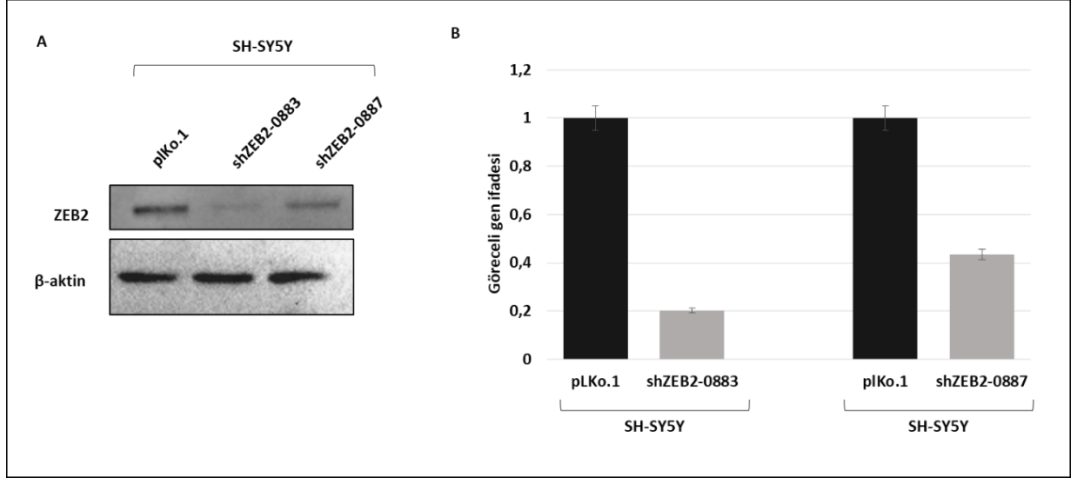 A
SH-SY5Y
plKo.1
shZEB2-0883
shZEB2-0887
ZEB2
β-aktin
B
Göreceli gen ifadesi
1,2
1
0,8
0,6
0,4
0,2
0
pLKo.1 shZEB2-0883 plKo.1 shZEB2-0887
SH-SY5Y SH-SY5Y